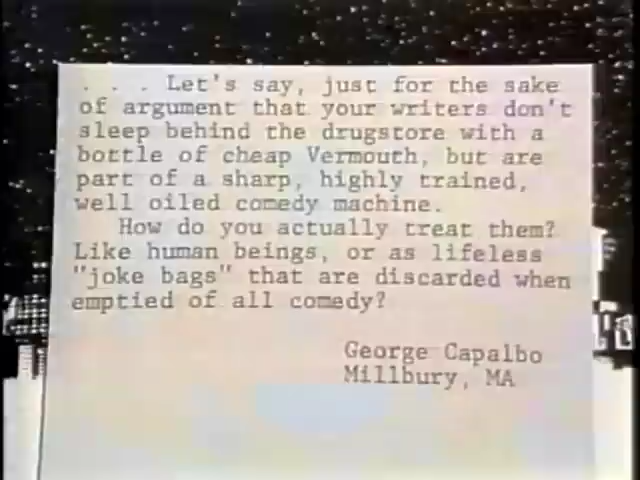 . . . Let's say, just for the sake
of argument that your writers don't
sleep behind the drugstore with a
bottle of cheap Vermouth, but are
part of a sharp, highly trained,
well oiled comedy machine.
How do you actually treat them?
Like human beings, or as lifeless
"joke bags" that are discarded when
emptied of all comedy?
George Capalbo
Millbury, MA